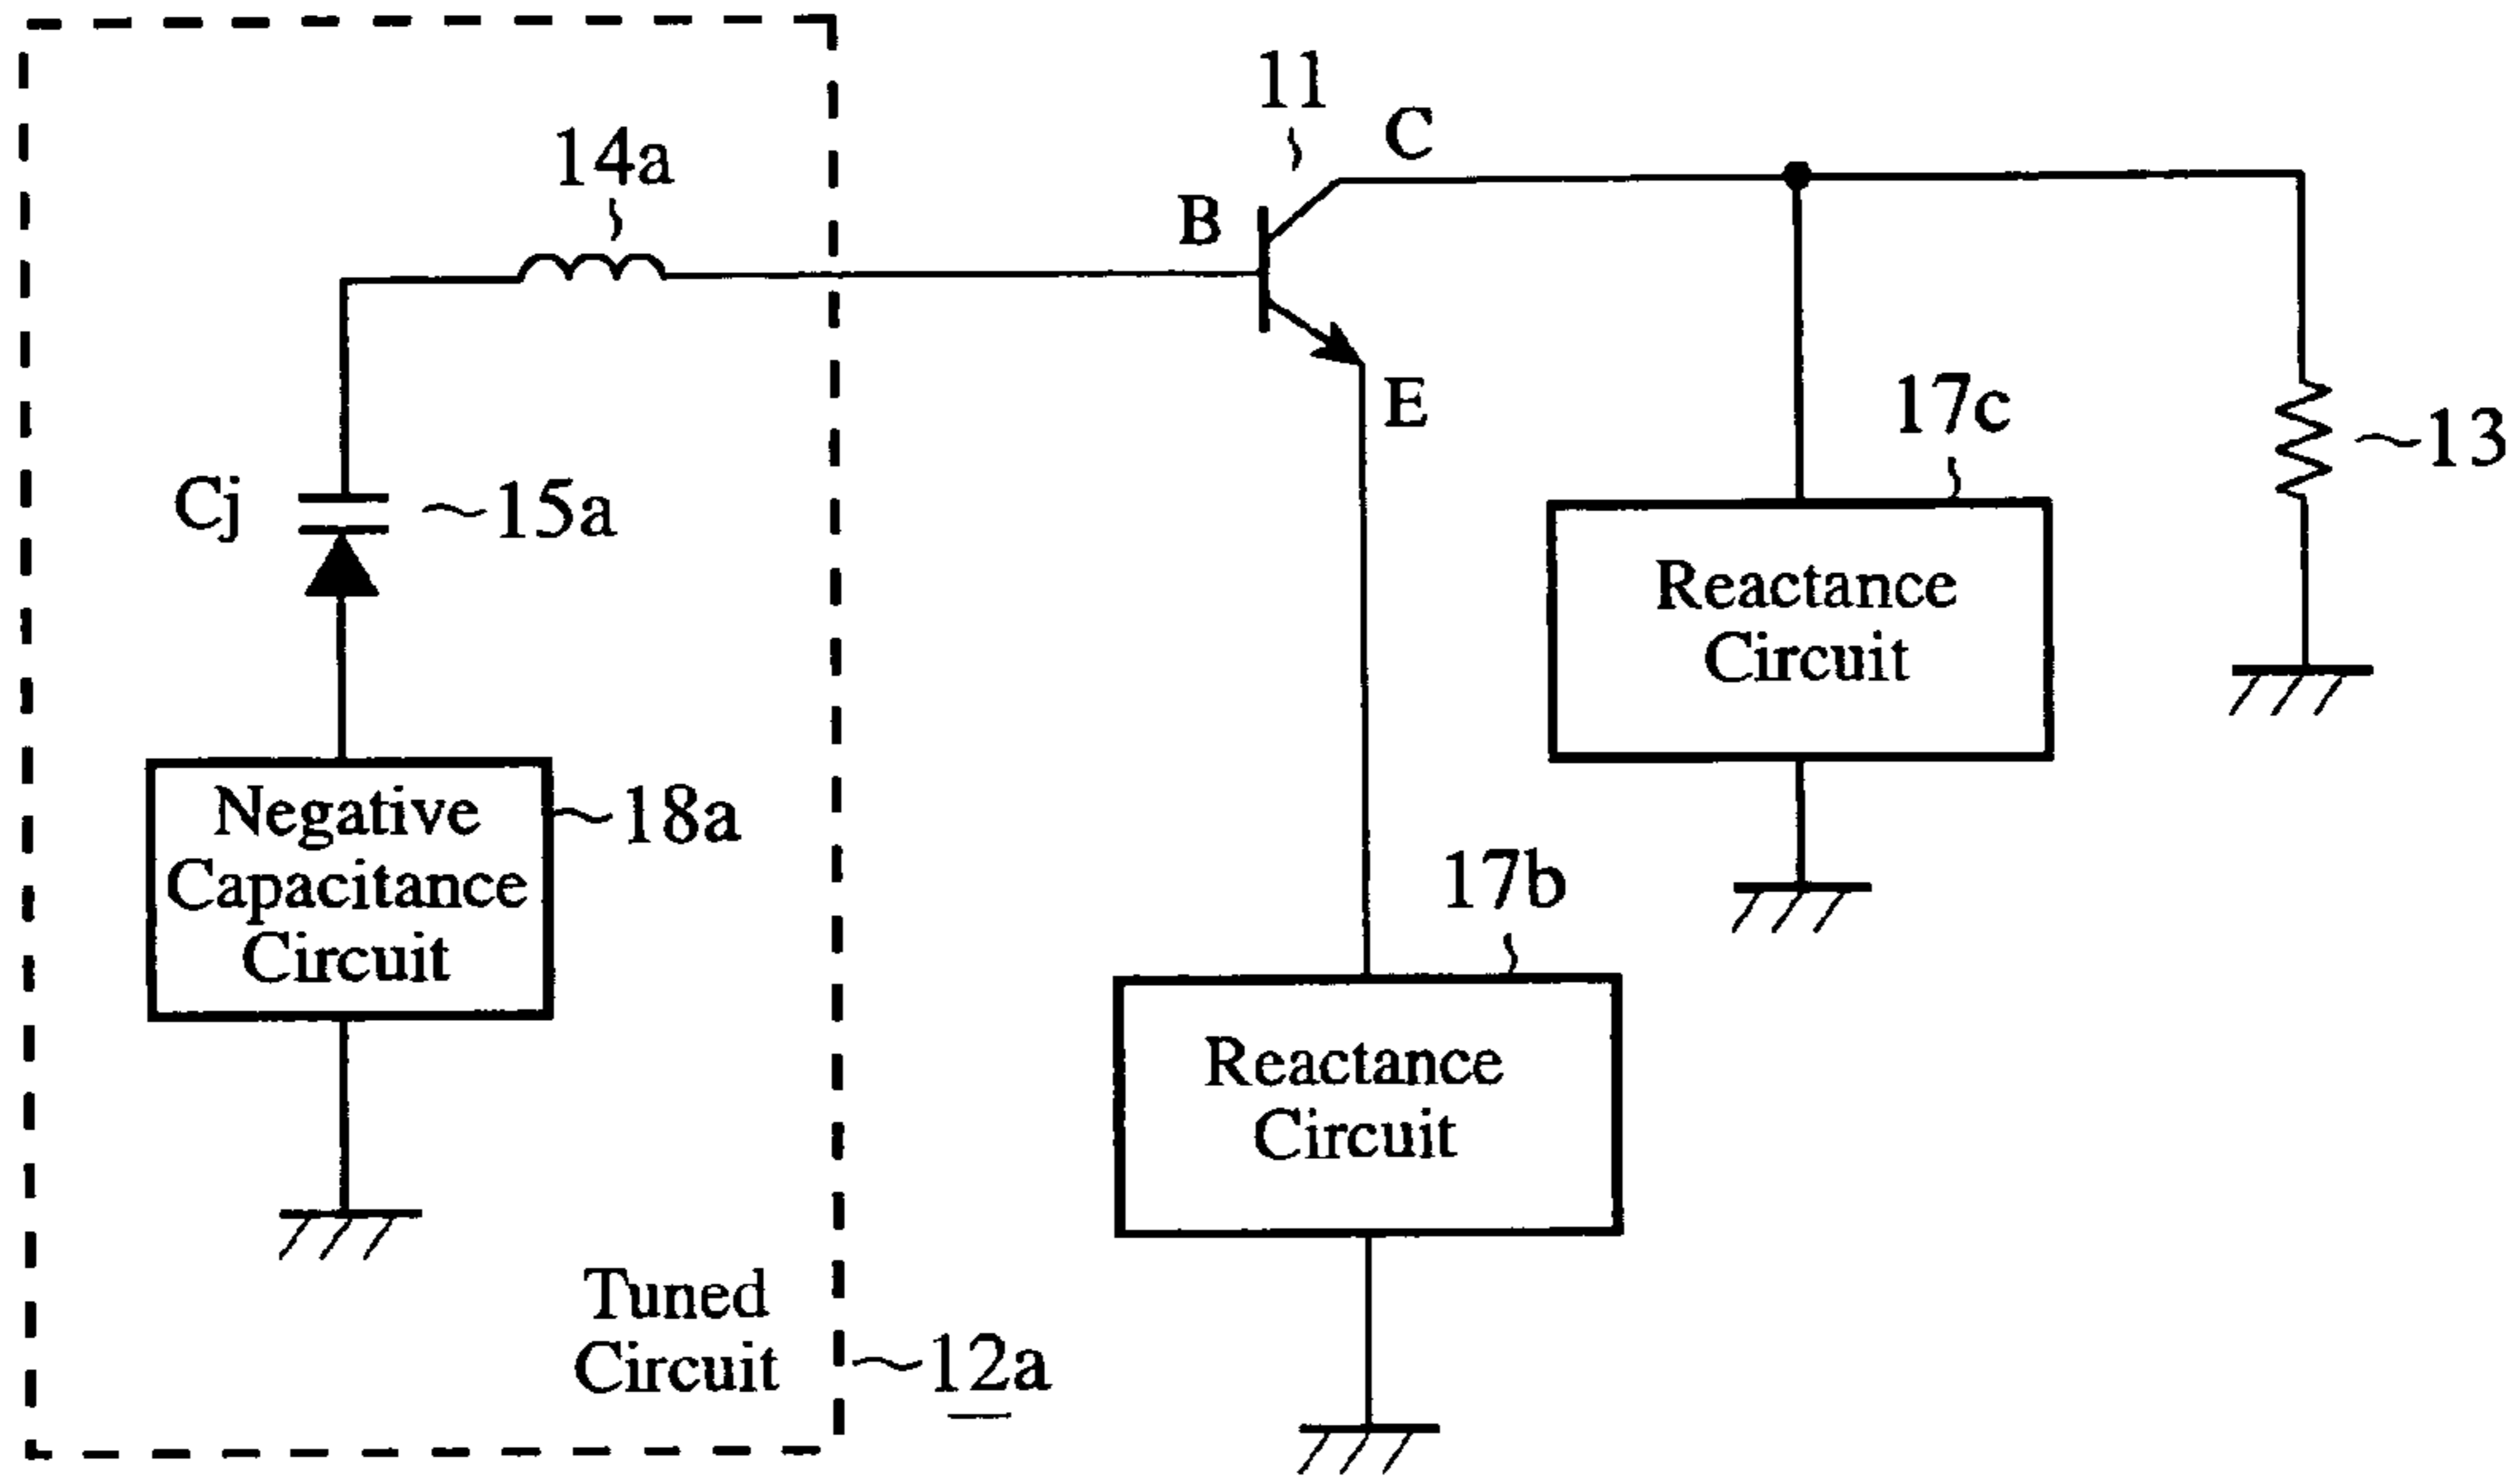 11
C
14a
B
E
17c
13
Cj
15a
Reactance
Circuit
Negative
Capacitance
Circuit
18a
17b
Reactance
Circuit
Tuned
Circuit
12a